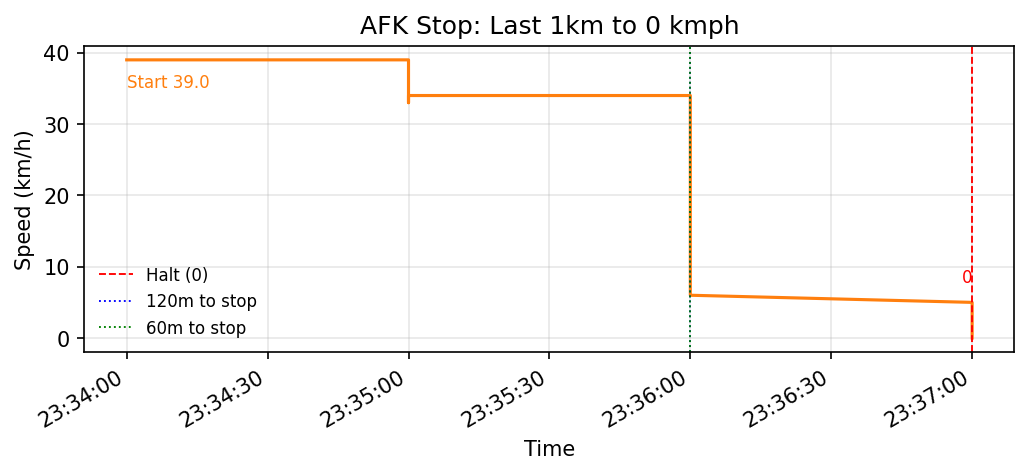 AFK Stop: Last 1km to 0 kmph
Speed (km/h)
40
30
20
10
0
Start 39.0
0
Halt (0)
120m to stop
60m to stop
23:34:00
23:34:30
23:35:00
23:35:30
23:36:00
23:36:30
23:37:00
Time